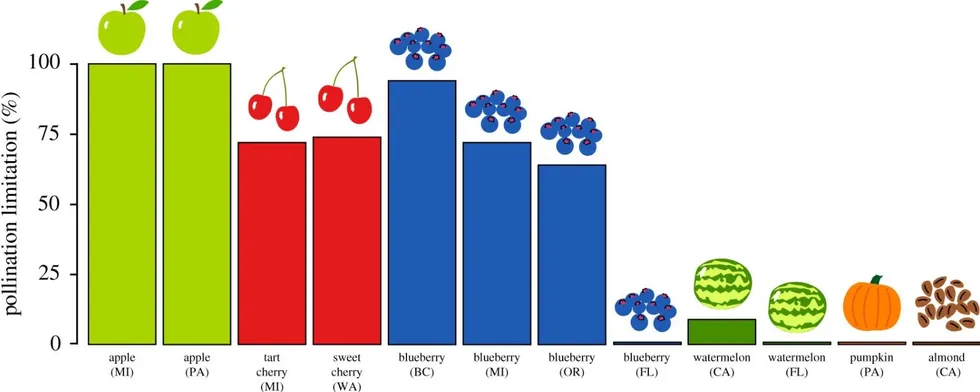 pollination limitation (%)
100
75
50
25
0
apple
(MI)
apple
(PA)
tart
cherry
(MI)
sweet
cherry
(WA)
blueberry
(BC)
blueberry
(MI)
blueberry
(OR)
blueberry
(FL)
watermelon
(CA)
watermelon
(FL)
pumpkin
(PA)
almond
(CA)